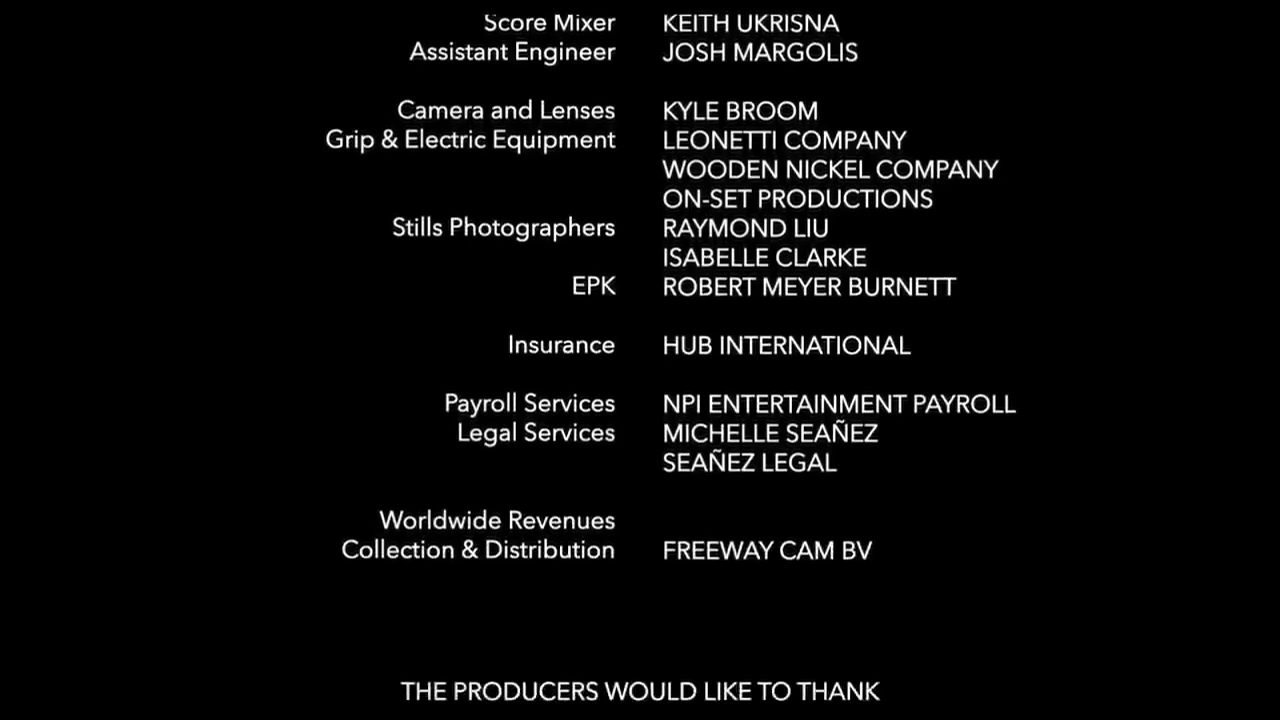 Score Mixer KEITH UKRISNA
Assistant Engineer JOSH MARGOLIS
Camera and Lenses KYLE BROOM
Grip & Electric Equipment LEONETTI COMPANY
WOODEN NICKEL COMPANY
ON-SET PRODUCTIONS
Stills Photographers RAYMOND LIU
ISABELLE CLARKE
EPK ROBERT MEYER BURNETT
Insurance HUB INTERNATIONAL
Payroll Services NPI ENTERTAINMENT PAYROLL
Legal Services MICHELLE SEAÑEZ
SEAÑEZ LEGAL
Worldwide Revenues
Collection & Distribution FREEWAY CAM BV
THE PRODUCERS WOULD LIKE TO THANK